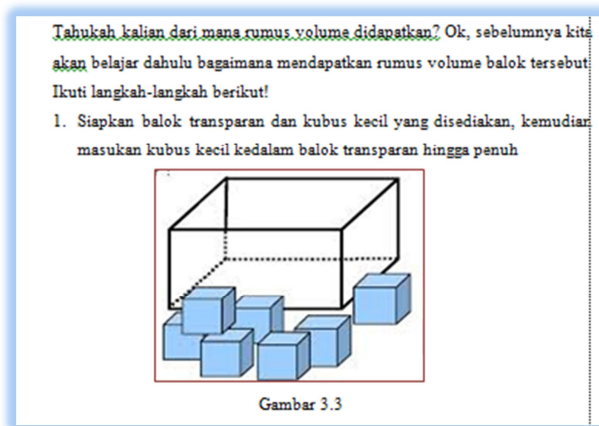 Tahukah kalian dari mana rumus volume didapatkan? Ok, sebelumnya kita
akan belajar dahulu bagaimana mendapatkan rumus volume balok tersebut
Ikuti langkah-langkah berikut!
1. Siapkan balok transparan dan kubus kecil yang disediakan, kemudian
masukan kubus kecil kedalam balok transparan hingga penuh
Gambar 3.3